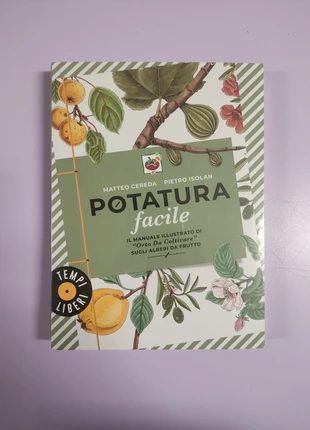 MATTEO CEREDA PIETRO ISOLAN
POTATURA
facile
IL MANUALE ILLUSTRATO DI
"Orto Da Coltivare"
SUGLI ALBERI DA FRUTTO
TEMPI
LIBERI